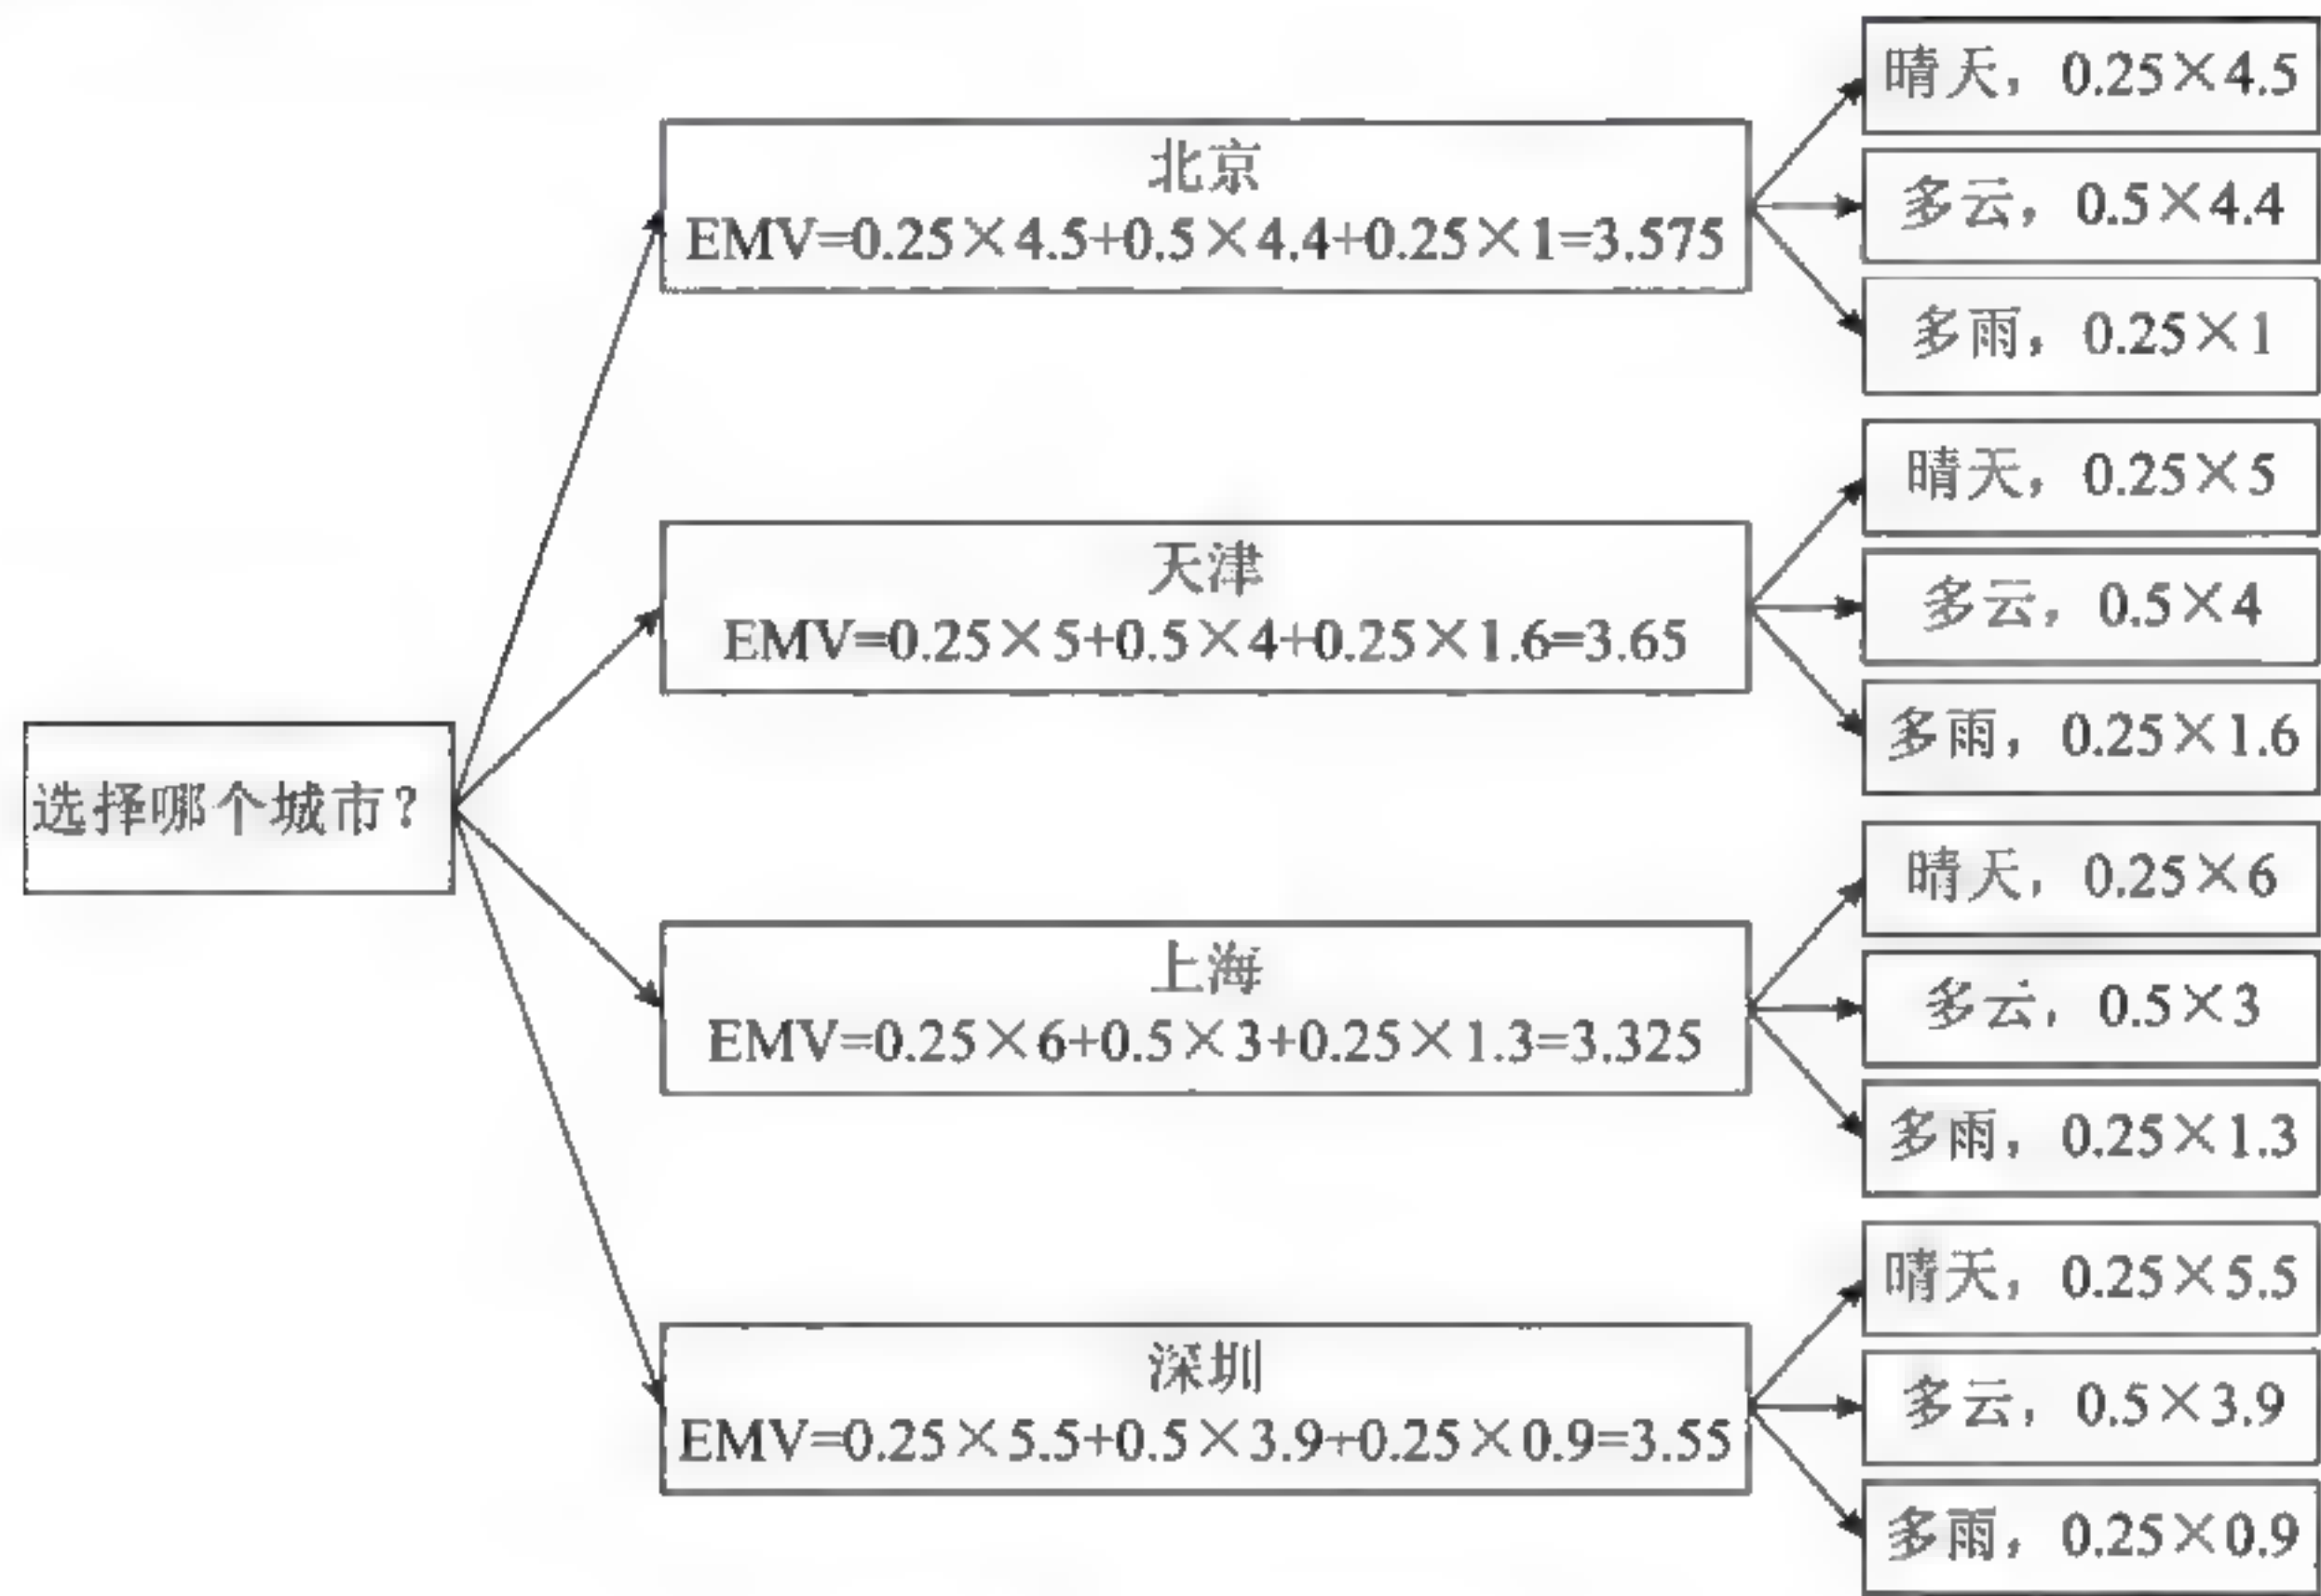 选择哪个城市?
北京
EMV=0.25×4.5+0.5×4.4+0.25×1=3.575
晴天，0.25×4.5
多云，0.5×4.4
多雨，0.25×1
天津
EMV=0.25×5+0.5×4+0.25×1.6=3.65
晴天，0.25×5
多云，0.5×4
多雨，0.25×1.6
上海
EMV=0.25×6+0.5×3+0.25×1.3=3.325
晴天，0.25×6
多云，0.5×3
多雨，0.25×1.3
深圳
EMV=0.25×5.5+0.5×3.9+0.25×0.9=3.55
晴天，0.25×5.5
多云，0.5×3.9
多雨，0.25×0.9